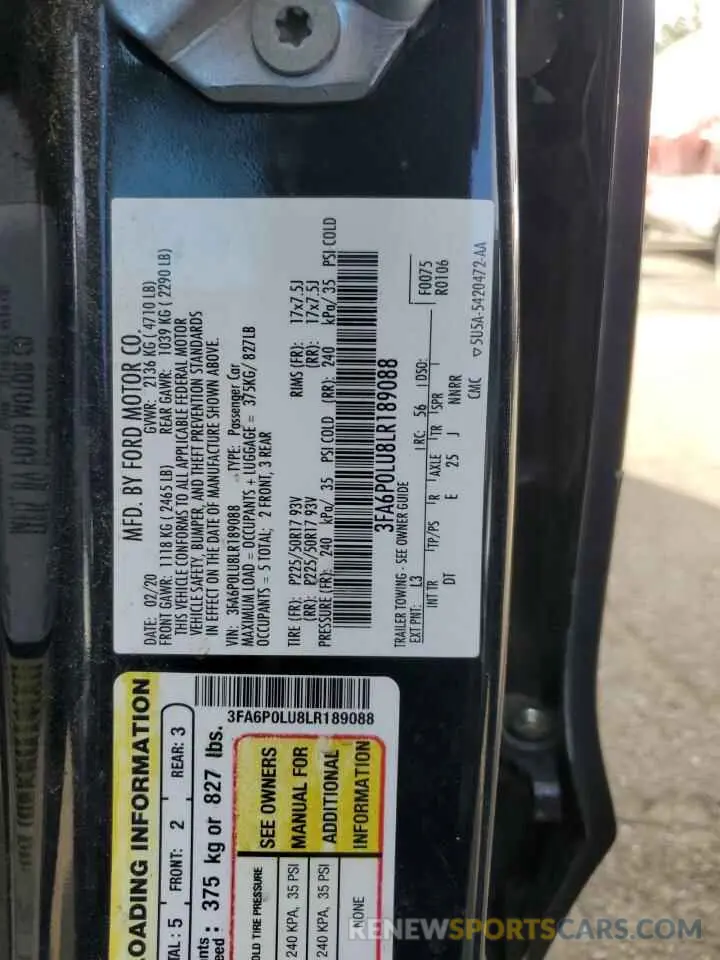 MFD. BY FORD MOTOR CO.
DATE: 02/20 GVWR: 2136 KG ( 4710 LB)
FRONT GAWR: 1118 KG ( 2465 LB) REAR GAWR: 1039 KG ( 2290 LB)
THIS VEHICLE CONFORMS TO ALL APPLICABLE FEDERAL MOTOR
VEHICLE SAFETY, BUMPER, AND THEFT PREVENTION STANDARDS
IN EFFECT ON THE DATE OF MANUFACTURE SHOWN ABOVE.
VIN: 3FA6P0LU8LR189088 TYPE: Passenger Car
MAXIMUM LOAD = OCCUPANTS + LUGGAGE = 375KG/ 827LB
OCCUPANTS = 5 TOTAL; 2 FRONT, 3 REAR
TIRE (FR): P225/50R17 93V RIMS (FR): 17x7.5J
(RR): P225/50R17 93V (RR): 17x7.5J
PRESSURE (FR): 240 kPa/ 35 PSI COLD (RR): 240 kPa/ 35 PSI COLD
3FA6P0LU8LR189088
TRAILER TOWING - SEE OWNER GUIDE
EXT PNT: L3 RC: 56 DSO: F0075
R0106
INT TR TP/PS R AXLE TR SPR
DT E 25 J NNRR
CMC ▽5U5A-5420472-AA
LOADING INFORMATION
TAL: 5 FRONT: 2 REAR: 3
nts :
eed : 375 kg or 827 lbs.
3FA6P0LU8LR189088
OLD TIRE PRESSURE
240 KPA, 35 PSI
240 KPA, 35 PSI
NONE
SEE OWNERS
MANUAL FOR
ADDITIONAL
INFORMATION
RENEWSPORTSCARS.COM